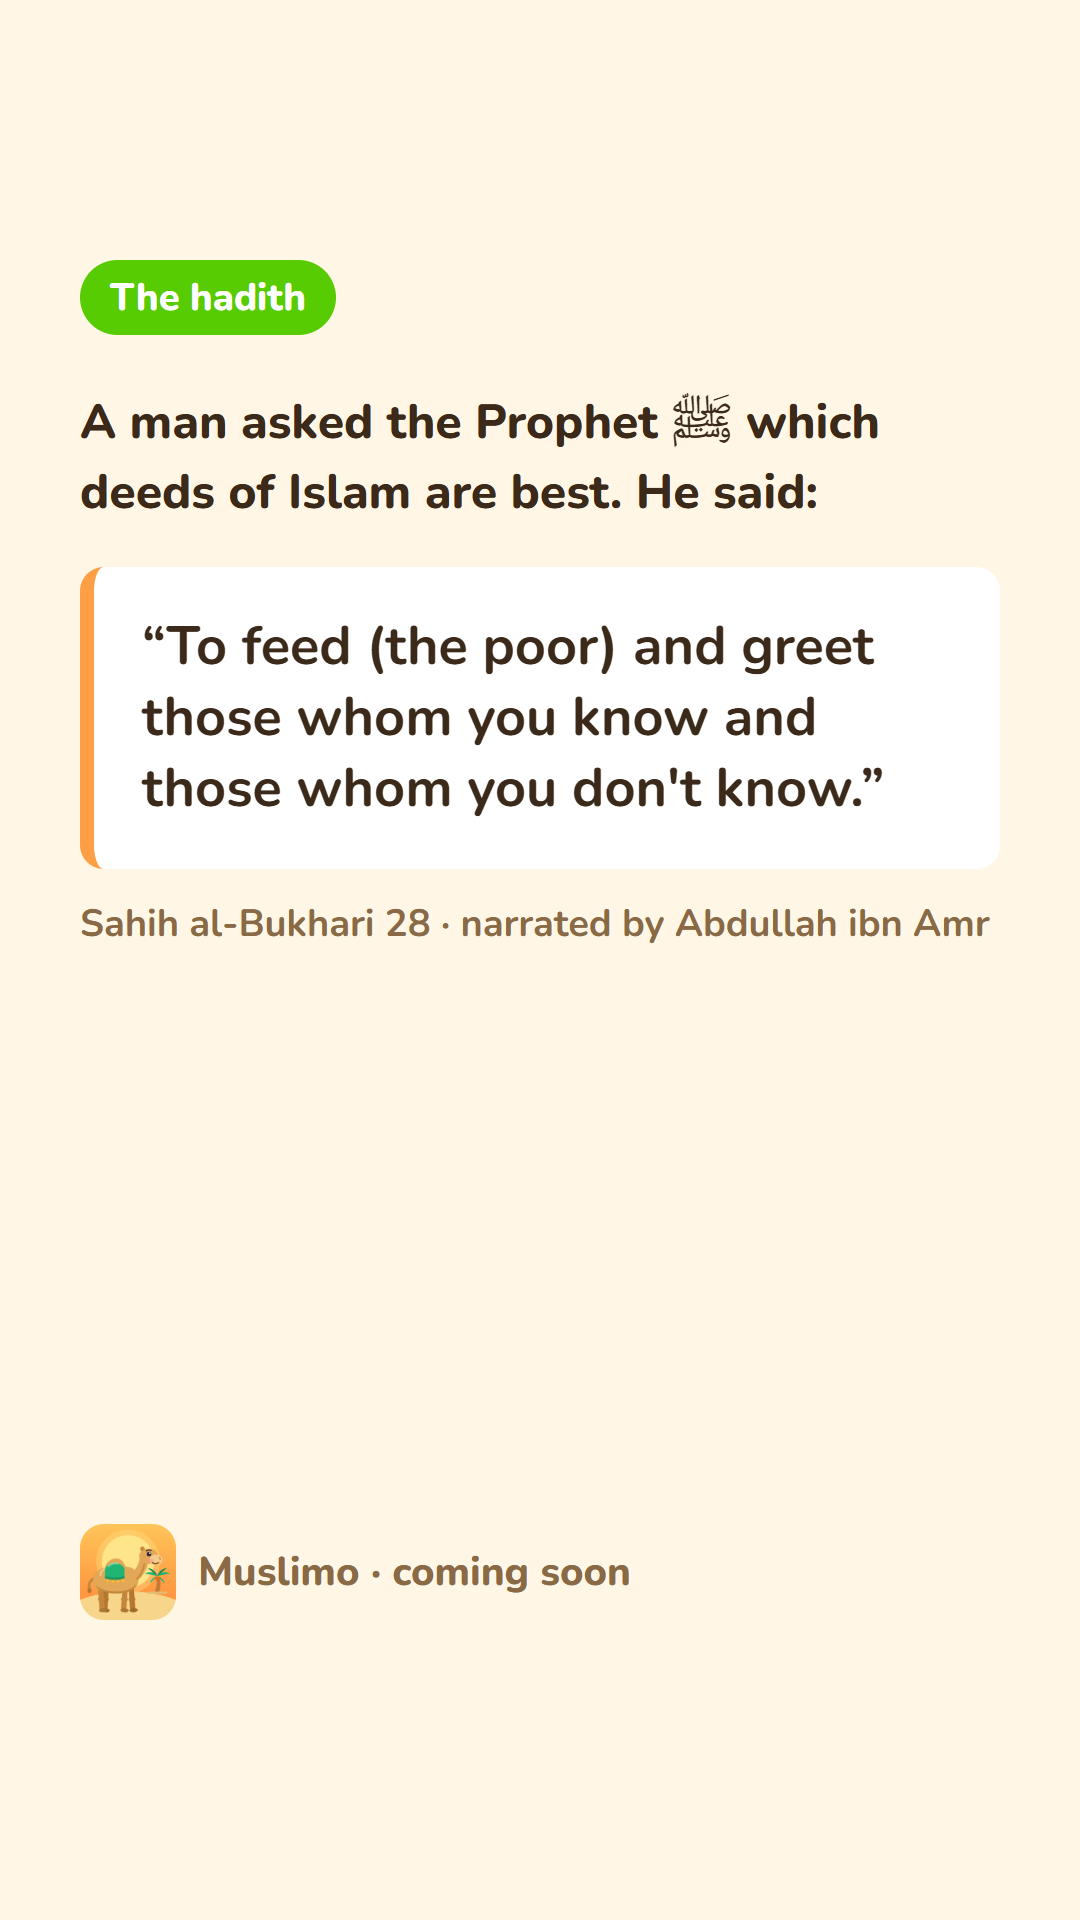 The hadith
A man asked the Prophet ﷺ which
deeds of Islam are best. He said:
“To feed (the poor) and greet
those whom you know and
those whom you don't know.”
Sahih al-Bukhari 28 · narrated by Abdullah ibn Amr
Muslimo · coming soon